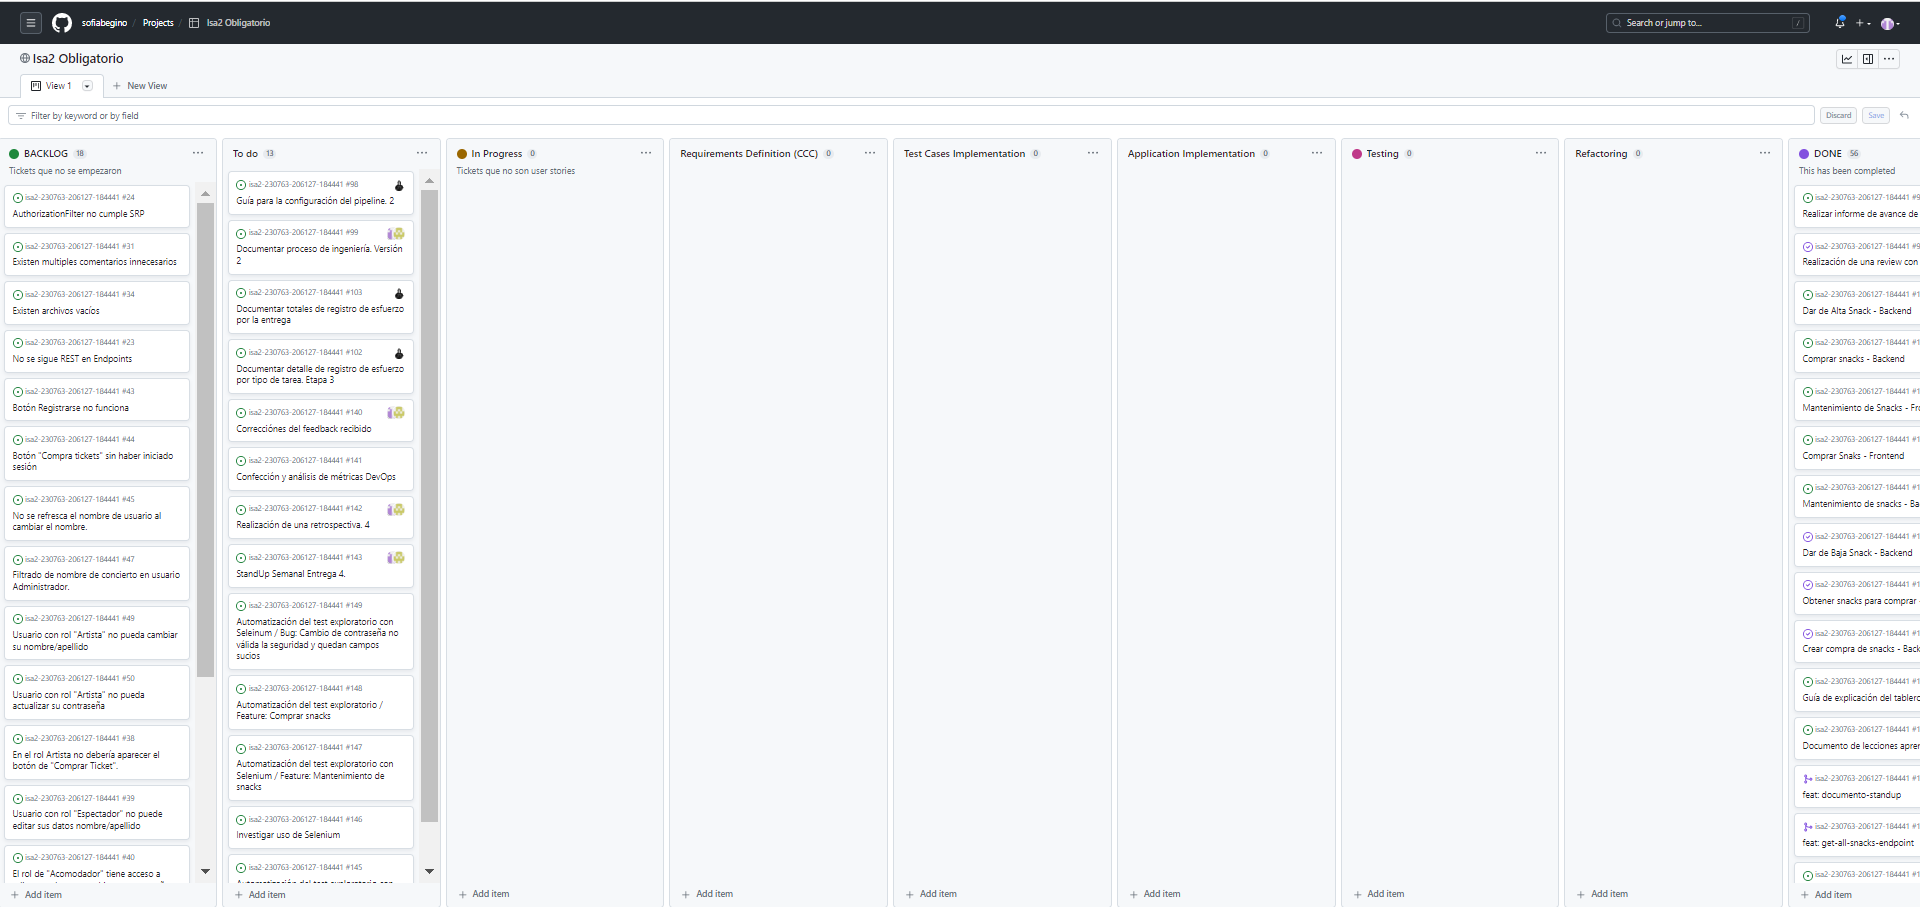 sofiabegino / Projects / Isa2 Obligatorio
Search or jump to... /
Isa2 Obligatorio
View 1
New View
Filter by keyword or by field
Discard
Save
BACKLOG 18
Tickets que no se empezaron
isa2-230763-206127-184441 #24
AuthorizationFilter no cumple SRP
isa2-230763-206127-184441 #31
Existen multiples comentarios innecesarios
isa2-230763-206127-184441 #34
Existen archivos vacíos
isa2-230763-206127-184441 #23
No se sigue REST en Endpoints
isa2-230763-206127-184441 #43
Botón Registrarse no funciona
isa2-230763-206127-184441 #44
Botón "Compra tickets" sin haber iniciado
sesión
isa2-230763-206127-184441 #45
No se refresca el nombre de usuario al
cambiar el nombre.
isa2-230763-206127-184441 #47
Filtrado de nombre de concierto en usuario
Administrador.
isa2-230763-206127-184441 #49
Usuario con rol "Artista" no pueda cambiar
su nombre/apellido
isa2-230763-206127-184441 #50
Usuario con rol "Artista" no pueda
actualizar su contraseña
isa2-230763-206127-184441 #38
En el rol Artista no debería aparecer el
botón de "Comprar Ticket".
isa2-230763-206127-184441 #39
Usuario con rol "Espectador" no puede
editar sus datos nombre/apellido
isa2-230763-206127-184441 #40
El rol de "Acomodador" tiene acceso a
Add item
To do 13
isa2-230763-206127-184441 #98
Guía para la configuración del pipeline. 2
isa2-230763-206127-184441 #99
Documentar proceso de ingeniería. Versión
2
isa2-230763-206127-184441 #103
Documentar totales de registro de esfuerzo
por la entrega
isa2-230763-206127-184441 #102
Documentar detalle de registro de esfuerzo
por tipo de tarea. Etapa 3
isa2-230763-206127-184441 #140
Correcciónes del feedback recibido
isa2-230763-206127-184441 #141
Confección y análisis de métricas DevOps
isa2-230763-206127-184441 #142
Realización de una retrospectiva. 4
isa2-230763-206127-184441 #143
StandUp Semanal Entrega 4.
isa2-230763-206127-184441 #149
Automatización del test exploratorio con
Seleinum / Bug: Cambio de contraseña no
válida la seguridad y quedan campos
sucios
isa2-230763-206127-184441 #148
Automatización del test exploratorio /
Feature: Comprar snacks
isa2-230763-206127-184441 #147
Automatización del test exploratorio con
Selenium / Feature: Mantenimiento de
snacks
isa2-230763-206127-184441 #146
Investigar uso de Selenium
isa2-230763-206127-184441 #145
Automatización del test exploratorio con
Add item
In Progress 0
Tickets que no son user stories
Add item
Requirements Definition (CCC) 0
Add item
Test Cases Implementation 0
Add item
Application Implementation 0
Add item
Testing 0
Add item
Refactoring 0
Add item
DONE 56
This has been completed
isa2-230763-206127-184441 #9
Realizar informe de avance de
isa2-230763-206127-184441 #9
Realización de una review con
isa2-230763-206127-184441 #1
Dar de Alta Snack - Backend
isa2-230763-206127-184441 #1
Comprar snacks - Backend
isa2-230763-206127-184441 #1
Mantenimiento de Snacks - Fro
isa2-230763-206127-184441 #1
Comprar Snaks - Frontend
isa2-230763-206127-184441 #1
Mantenimiento de snacks - Ba
isa2-230763-206127-184441 #1
Dar de Baja Snack - Backend
isa2-230763-206127-184441 #1
Obtener snacks para comprar -
isa2-230763-206127-184441 #1
Crear compra de snacks - Back
isa2-230763-206127-184441 #1
Guía de explicación del tablero
isa2-230763-206127-184441 #1
Documento de lecciones apren
isa2-230763-206127-184441 #1
feat: documento-standup
isa2-230763-206127-184441 #1
feat: get-all-snacks-endpoint
isa2-230763-206127-184441 #1
Add item